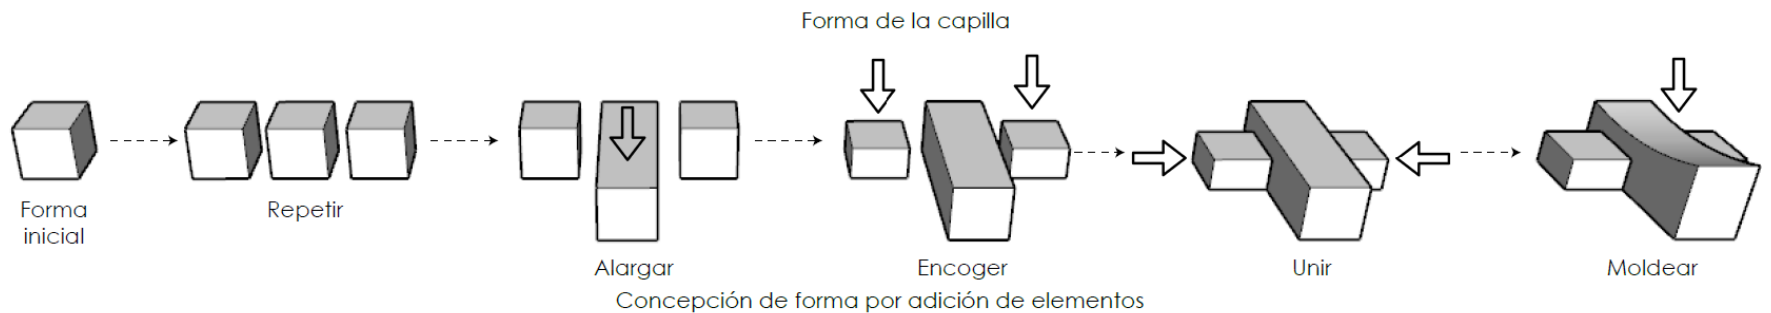 Forma de la capilla
Forma
inicial
Repetir
Alargar
Encoger
Unir
Moldear
Concepción de forma por adición de elementos